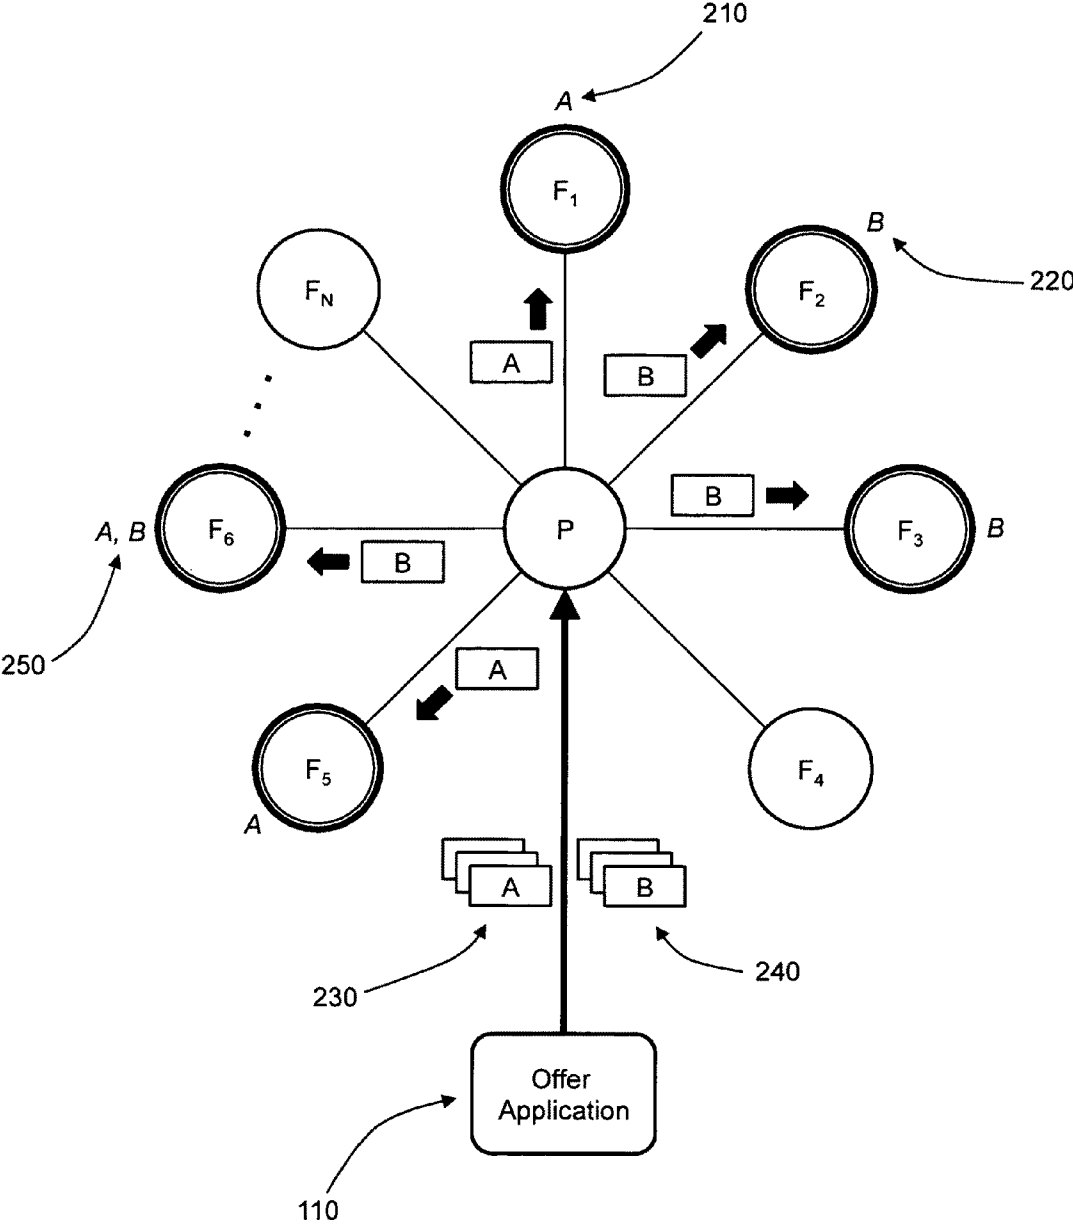 210
A
F1
B
220
FN
F2
A
B
B
A, B
F6
P
F3
B
B
250
A
F5
F4
A
A
B
230
240
Offer
Application
110